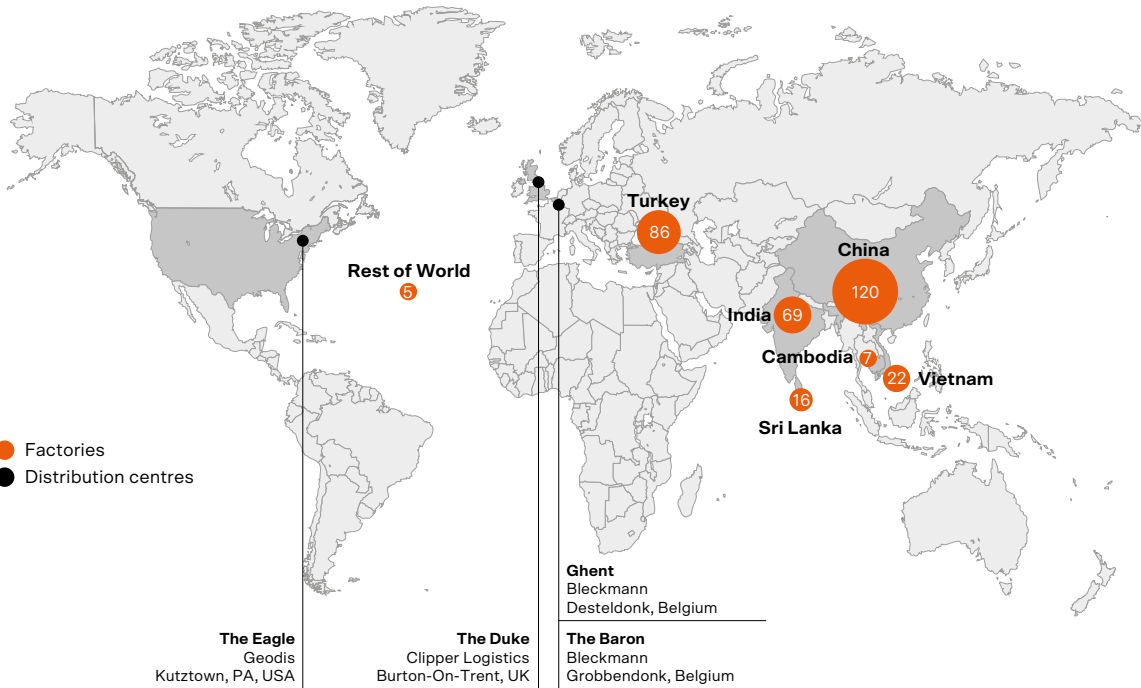 Turkey
86
China
120
Rest of World
5
India
69
Cambodia
7
22
Vietnam
16
Sri Lanka
Factories
Distribution centres
Ghent
Bleckmann
Desteldonk, Belgium
The Eagle
Geodis
Kutztown, PA, USA
The Duke
Clipper Logistics
Burton-On-Trent, UK
The Baron
Bleckmann
Grobbendonk, Belgium